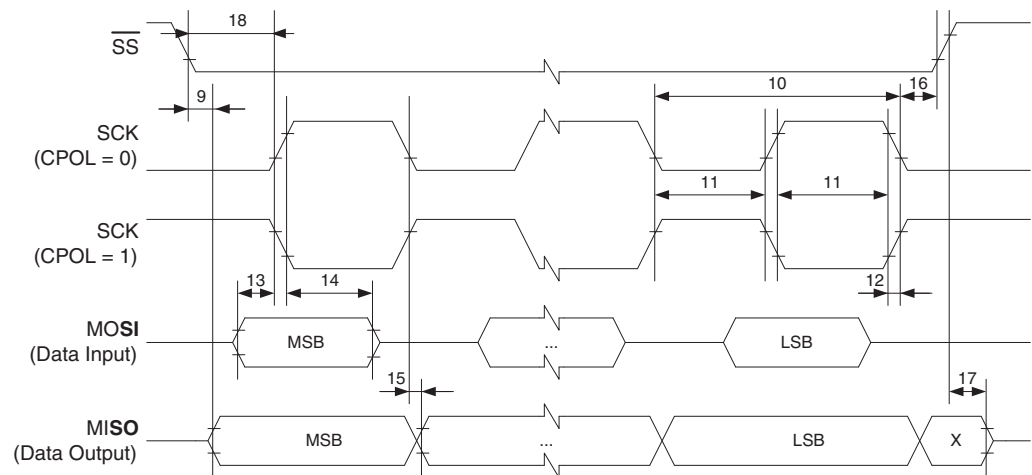 18
SS
9
10
16
SCK
(CPOL = 0)
11
11
SCK
(CPOL = 1)
13
14
12
MOSI
(Data Input)
MSB
...
LSB
15
17
MISO
(Data Output)
MSB
...
LSB
X